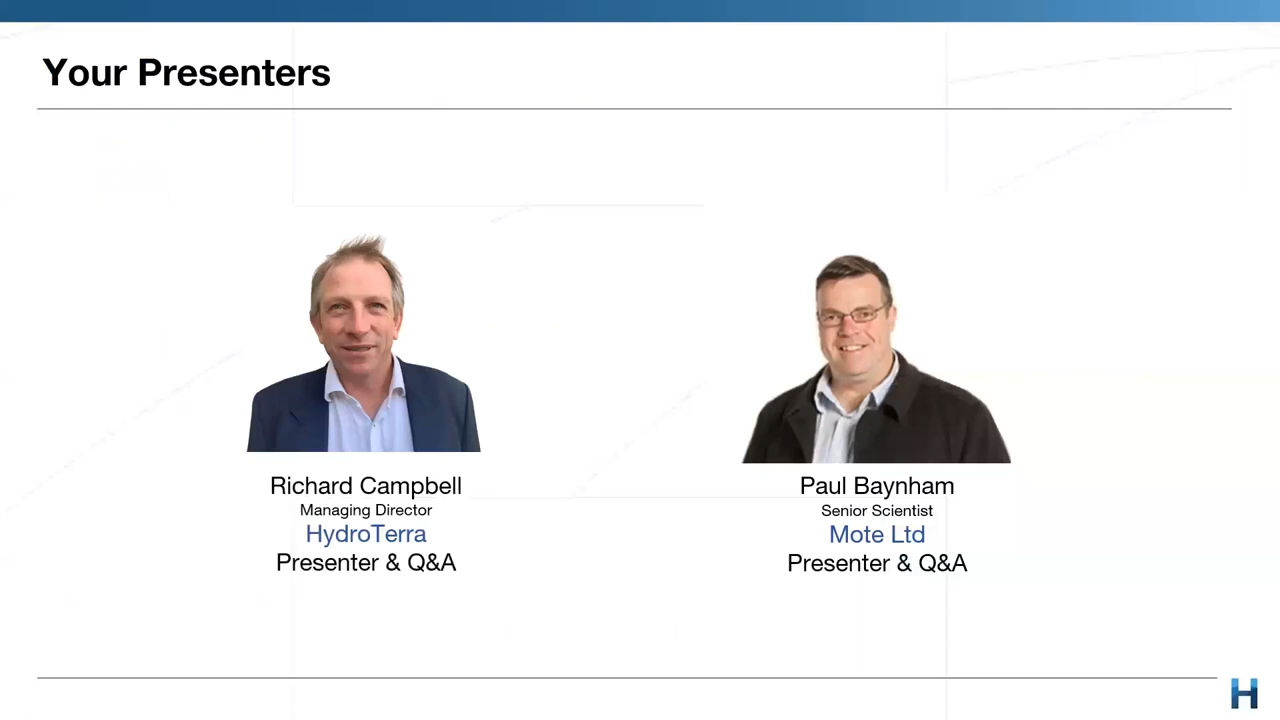 Your Presenters
Richard Campbell
Managing Director
HydroTerra
Presenter & Q&A
Paul Baynham
Senior Scientist
Mote Ltd
Presenter & Q&A
H